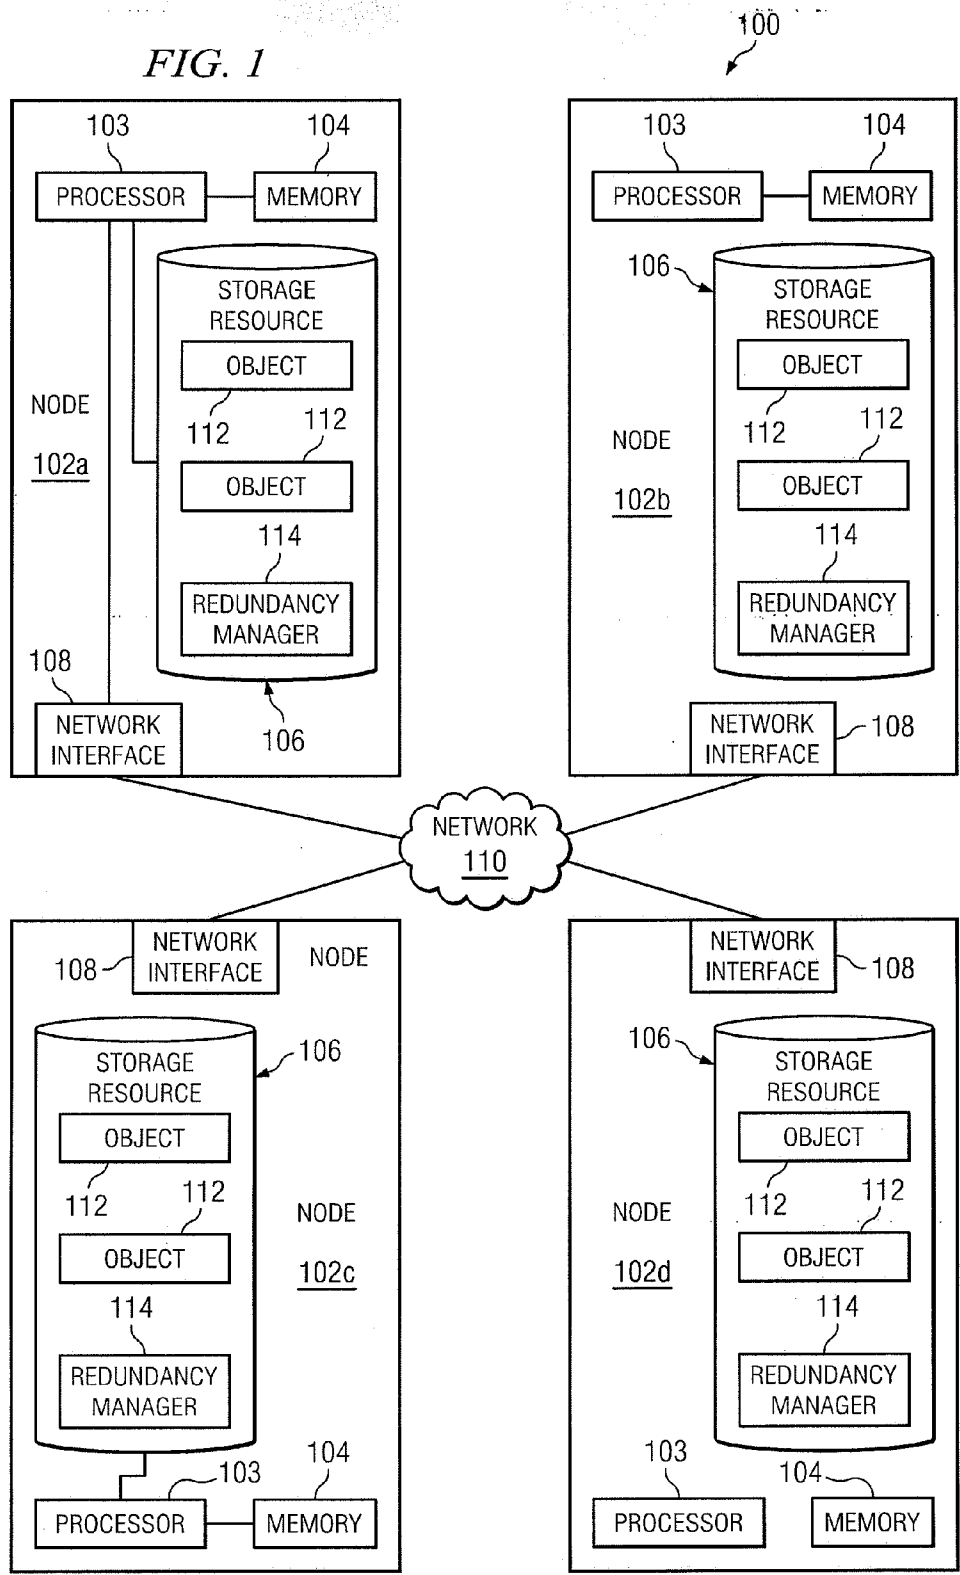 100
FIG. 1
103
104
PROCESSOR
MEMORY
STORAGE
RESOURCE
OBJECT
112
112
NODE
102a
OBJECT
114
REDUNDANCY
MANAGER
108
NETWORK
INTERFACE
106
103
104
PROCESSOR
MEMORY
106
STORAGE
RESOURCE
OBJECT
112
112
NODE
102b
OBJECT
114
REDUNDANCY
MANAGER
NETWORK
INTERFACE
108
NETWORK
110
NETWORK
INTERFACE
108
NODE
106
STORAGE
RESOURCE
OBJECT
112
112
NODE
102c
OBJECT
114
REDUNDANCY
MANAGER
103
104
PROCESSOR
MEMORY
NETWORK
INTERFACE
108
106
STORAGE
RESOURCE
OBJECT
112
112
NODE
102d
OBJECT
114
REDUNDANCY
MANAGER
103
104
PROCESSOR
MEMORY